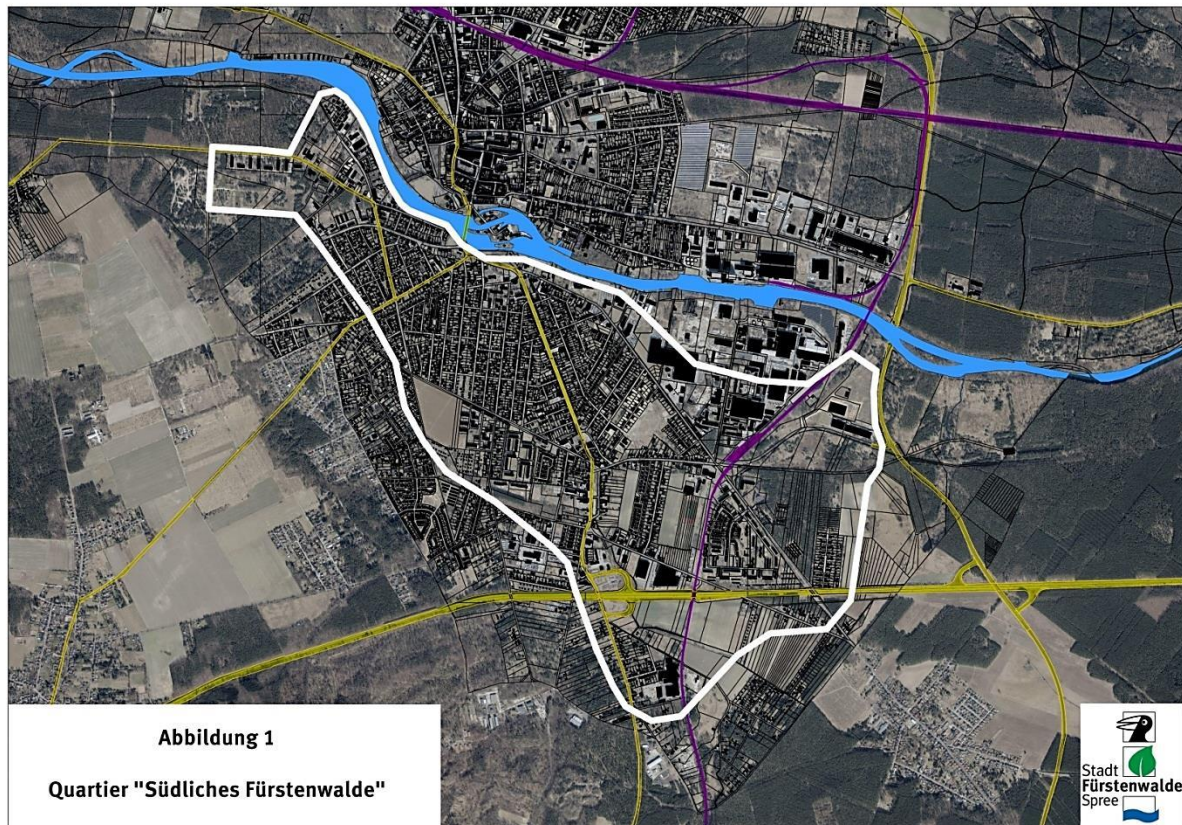 Abbildung 1
Quartier "Südliches Fürstenwalde"
Stadt
Fürstenwalde
Spree